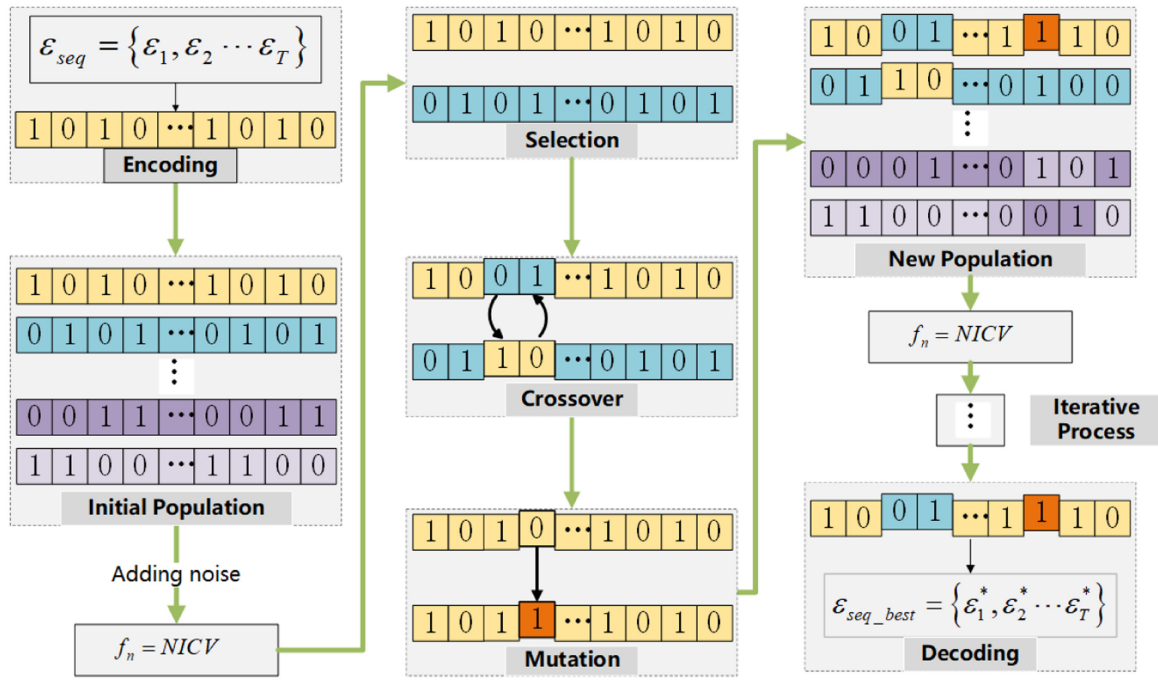 ε_seq = {ε_1, ε_2 ⋯ ε_T}
1 0 1 0 ⋯ 1 0 1 0
Encoding
1 0 1 0 ⋯ 1 0 1 0
0 1 0 1 ⋯ 0 1 0 1
⋮
0 0 1 1 ⋯ 0 0 1 1
1 1 0 0 ⋯ 1 1 0 0
Initial Population
Adding noise
f_n = NICV
1 0 1 0 ⋯ 1 0 1 0
0 1 0 1 ⋯ 0 1 0 1
Selection
1 0 0 1 ⋯ 1 0 1 0
0 1 1 0 ⋯ 0 1 0 1
Crossover
1 0 1 0 ⋯ 1 0 1 0
1 0 1 1 ⋯ 1 0 1 0
Mutation
1 0 0 1 ⋯ 1 1 1 0
0 1 1 0 ⋯ 0 1 0 0
⋮
0 0 0 1 ⋯ 0 1 0 1
1 1 0 0 ⋯ 0 0 1 0
New Population
f_n = NICV
⋮
Iterative
Process
1 0 0 1 ⋯ 1 1 1 0
ε_seq_best = {ε_1^*, ε_2^* ⋯ ε_T^*}
Decoding